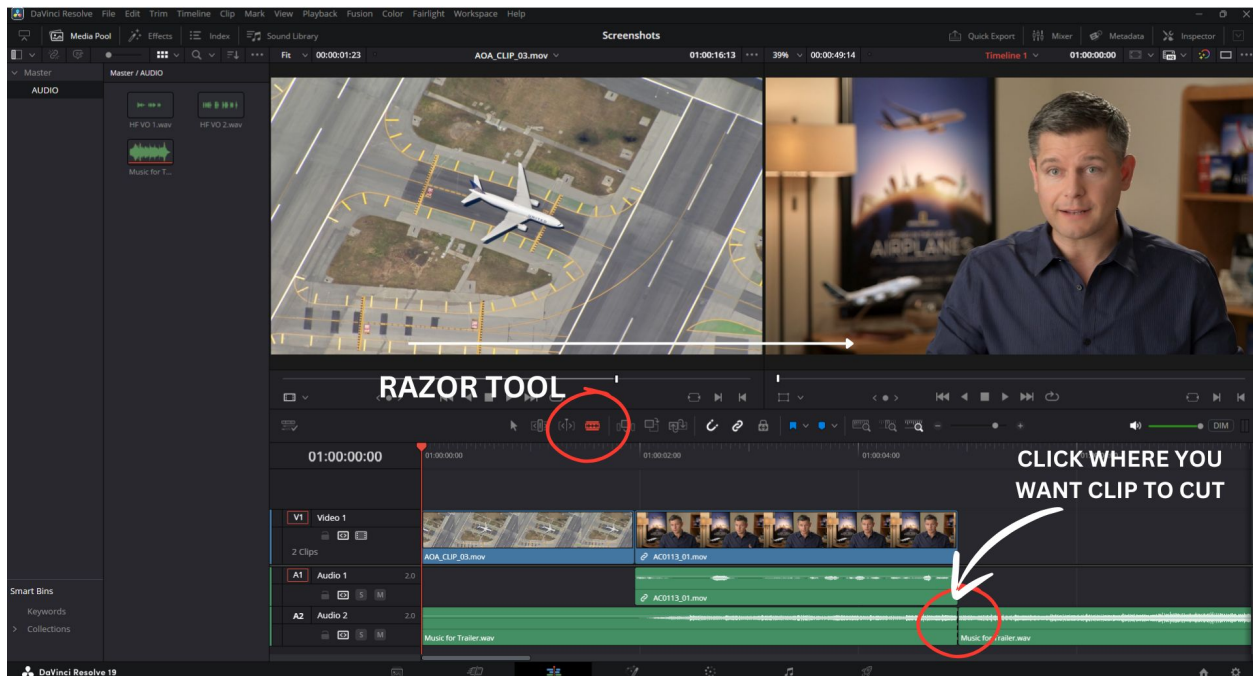 DaVinci Resolve File Edit Trim Timeline Clip Mark View Playback Fusion Color Fairlight Workspace Help
Media Pool Effects Index Sound Library Screenshots Quick Export Mixer Metadata Inspector
Fit 00:00:01:23 AOA_CLIP_03.mov 01:00:16:13 39% 00:00:49:14 Timeline 1 01:00:00:00
Master
AUDIO
Master / AUDIO
HF VO 1.wav HF VO 2.wav
Music for T...
AIRPLANES
RAZOR TOOL
DIM
01:00:00:00 01:00:00:00 01:00:02:00 01:00:04:00
CLICK WHERE YOU
WANT CLIP TO CUT
V1 Video 1
2 Clips
AOA_CLIP_03.mov AC0113_01.mov
A1 Audio 1 2.0
S M
AC0113_01.mov
A2 Audio 2 2.0
S M
Music for Trailer.wav Music for Trailer.wav
Smart Bins
Keywords
Collections
DaVinci Resolve 19